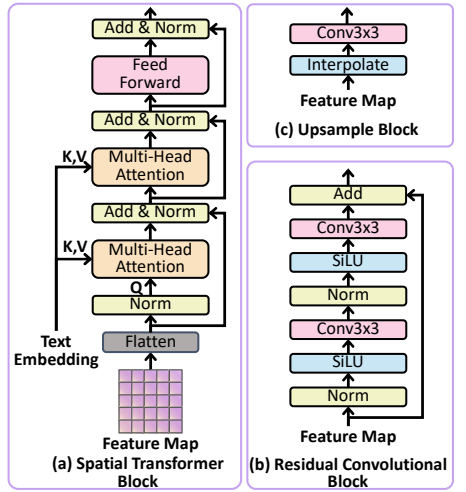 Add & Norm
Feed
Forward
Add & Norm
K,V
Multi-Head
Attention
Add & Norm
K,V
Multi-Head
Attention
Q
Norm
Text
Embedding
Flatten
Feature Map
(a) Spatial Transformer
Block
Conv3x3
Interpolate
Feature Map
(c) Upsample Block
Add
Conv3x3
SiLU
Norm
Conv3x3
SiLU
Norm
Feature Map
(b) Residual Convolutional
Block